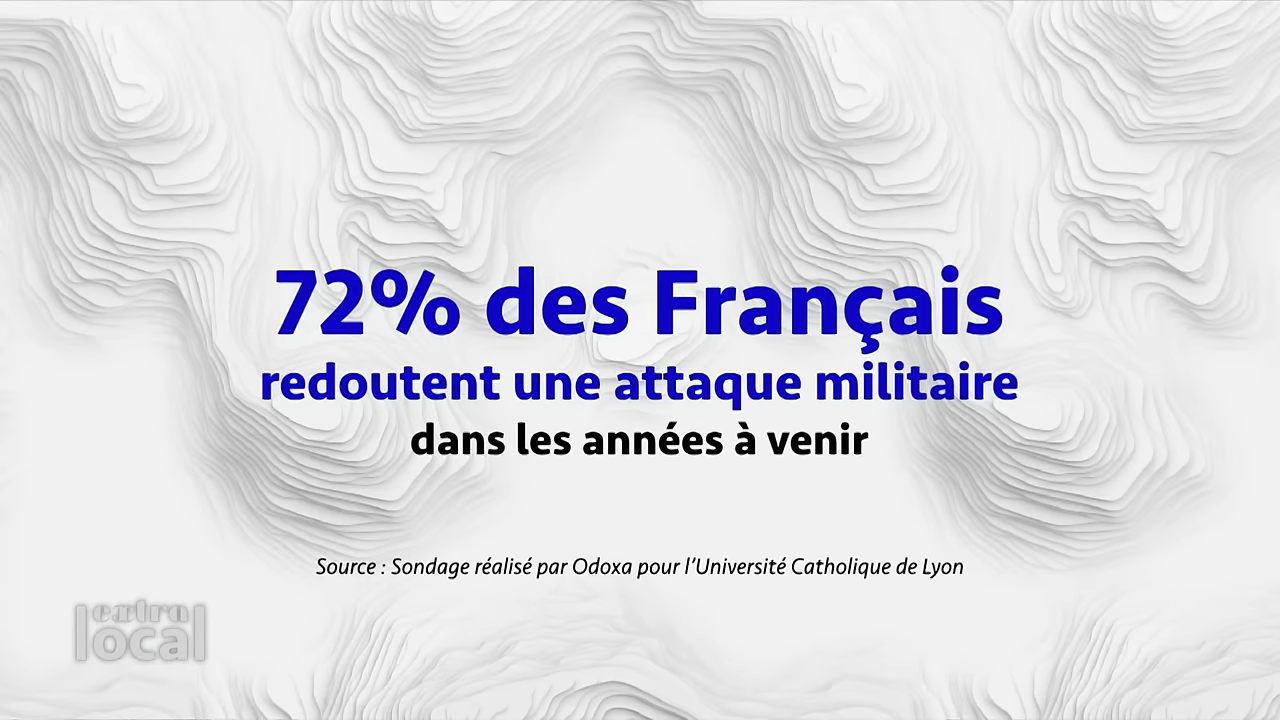 72% des Français
redoutent une attaque militaire
dans les années à venir
Source : Sondage réalisé par Odoxa pour l'Université Catholique de Lyon
extra
local